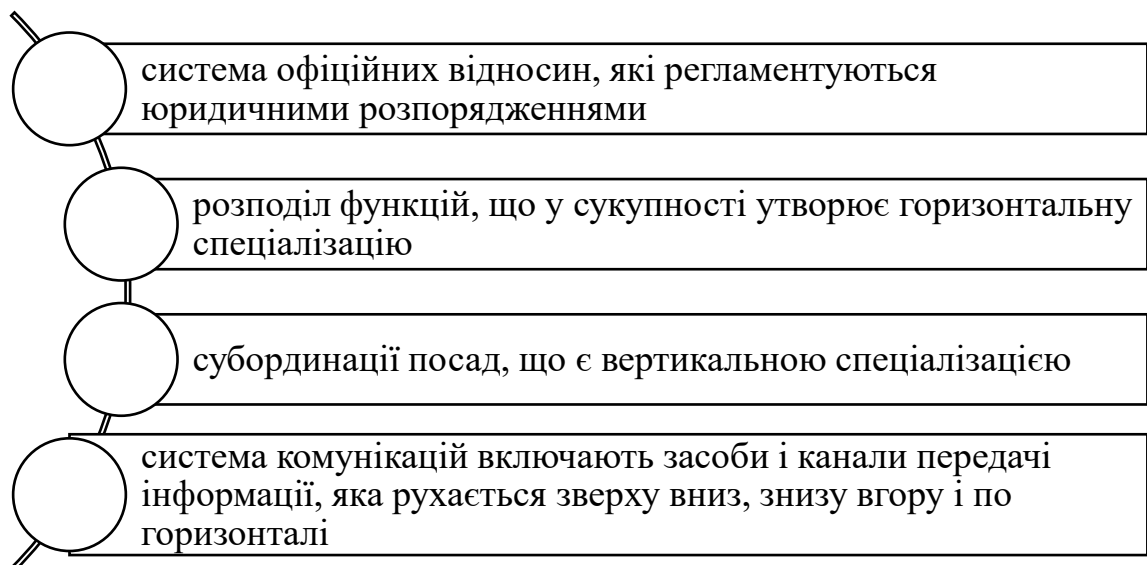 система офіційних відносин, які регламентуються
юридичними розпорядженнями
розподіл функцій, що у сукупності утворює горизонтальну
спеціалізацію
субординації посад, що є вертикальною спеціалізацією
система комунікацій включають засоби і канали передачі
інформації, яка рухається зверху вниз, знизу вгору і по
горизонталі